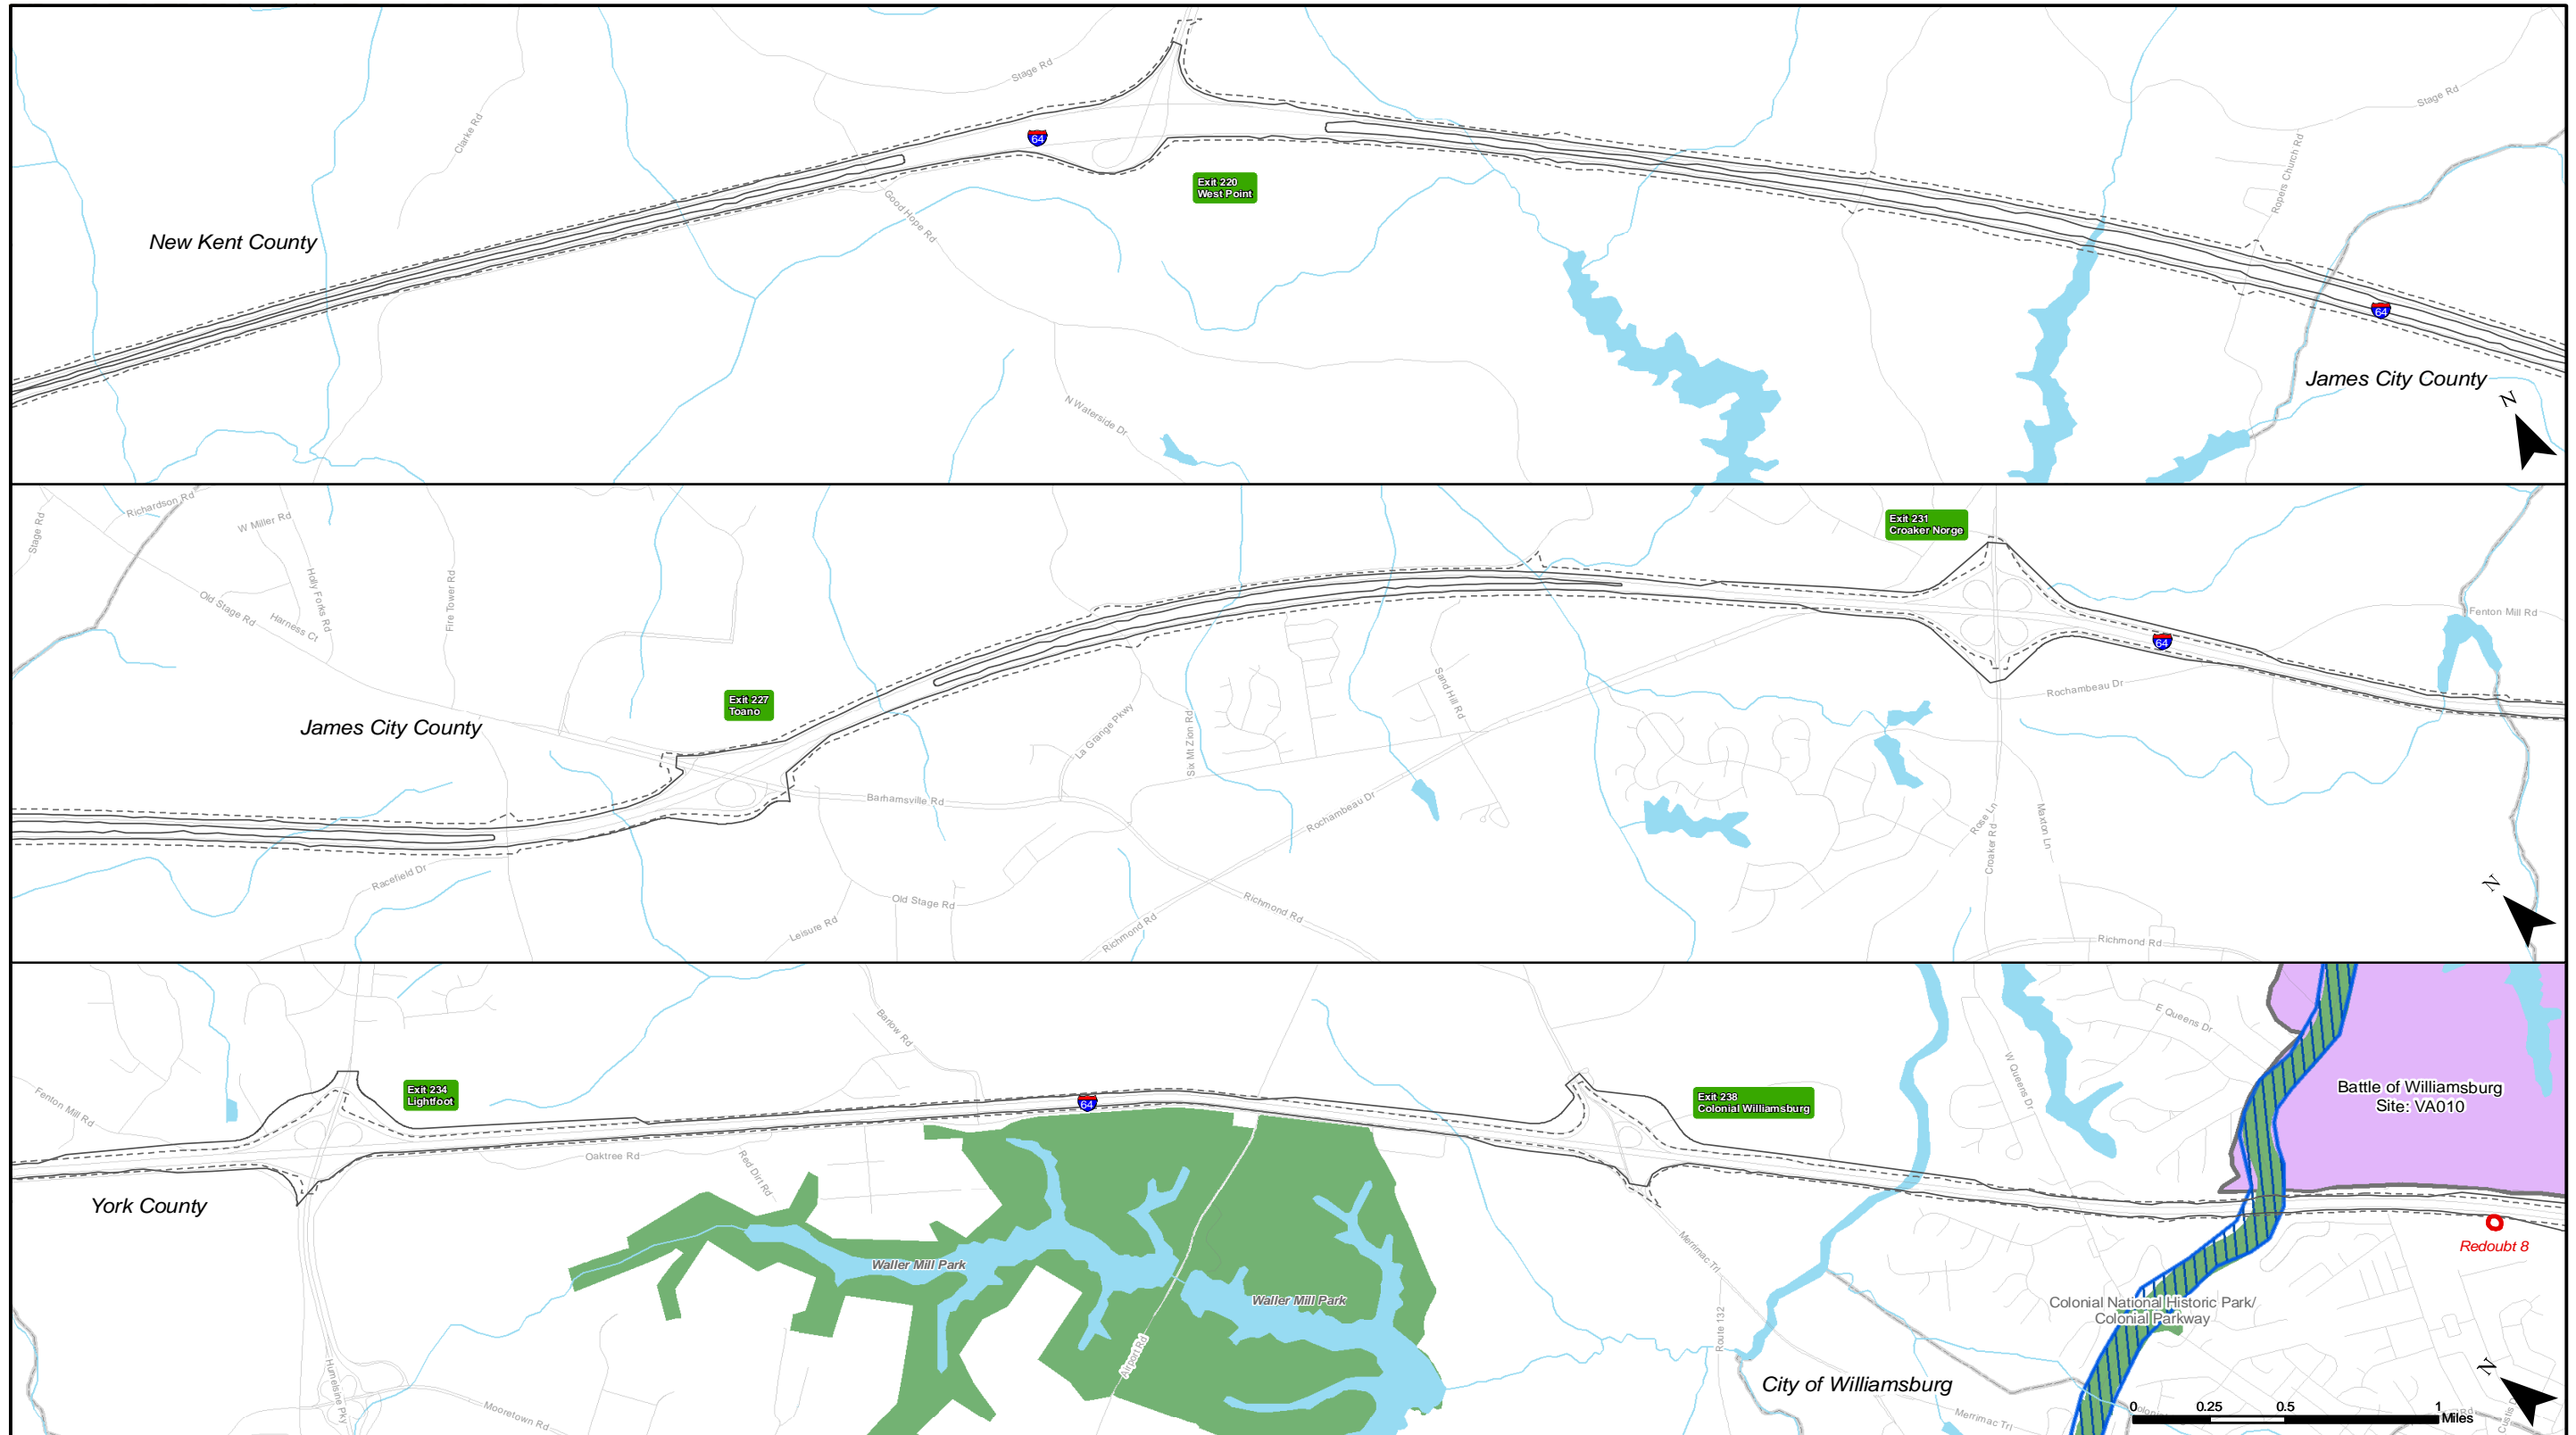 Stage Rd
Stage Rd
Clarke Rd
64
Ropers Church Rd
Exit 220
West Point
Good Hope Rd
New Kent County
64
James City County
N
N Waterside Dr
Richardson Rd
Stage Rd
W Miller Rd
Exit 231
Croaker Norge
Holly Forks Rd
Fire Tower Rd
Old Stage Rd
Harness Ct
Fenton Mill Rd
64
Exit 227
Toano
Sand Hill Rd
Rochambeau Dr
James City County
La Grange Pkwy
Six Mt Zion Rd
Barhamsville Rd
Rochambeau Dr
Rose Ln
Croaker Rd
Maxton Ln
Racefield Dr
N
Old Stage Rd
Richmond Rd
Leisure Rd
Richmond Rd
Richmond Rd
Barlow Rd
E Queens Dr
W Queens Dr
Exit 234
Lightfoot
Fenton Mill Rd
64
Exit 238
Colonial Williamsburg
Battle of Williamsburg
Site: VA010
Oaktree Rd
Red Dirt Rd
York County
Redoubt 8
Merrimac Trl
Waller Mill Park
Waller Mill Park
Colonial National Historic Park/
Colonial Parkway
Route 132
Airport Rd
Humelsine Pky
N
City of Williamsburg
Mooretown Rd
Merrimac Trl
0 0.25 0.5 1
Miles